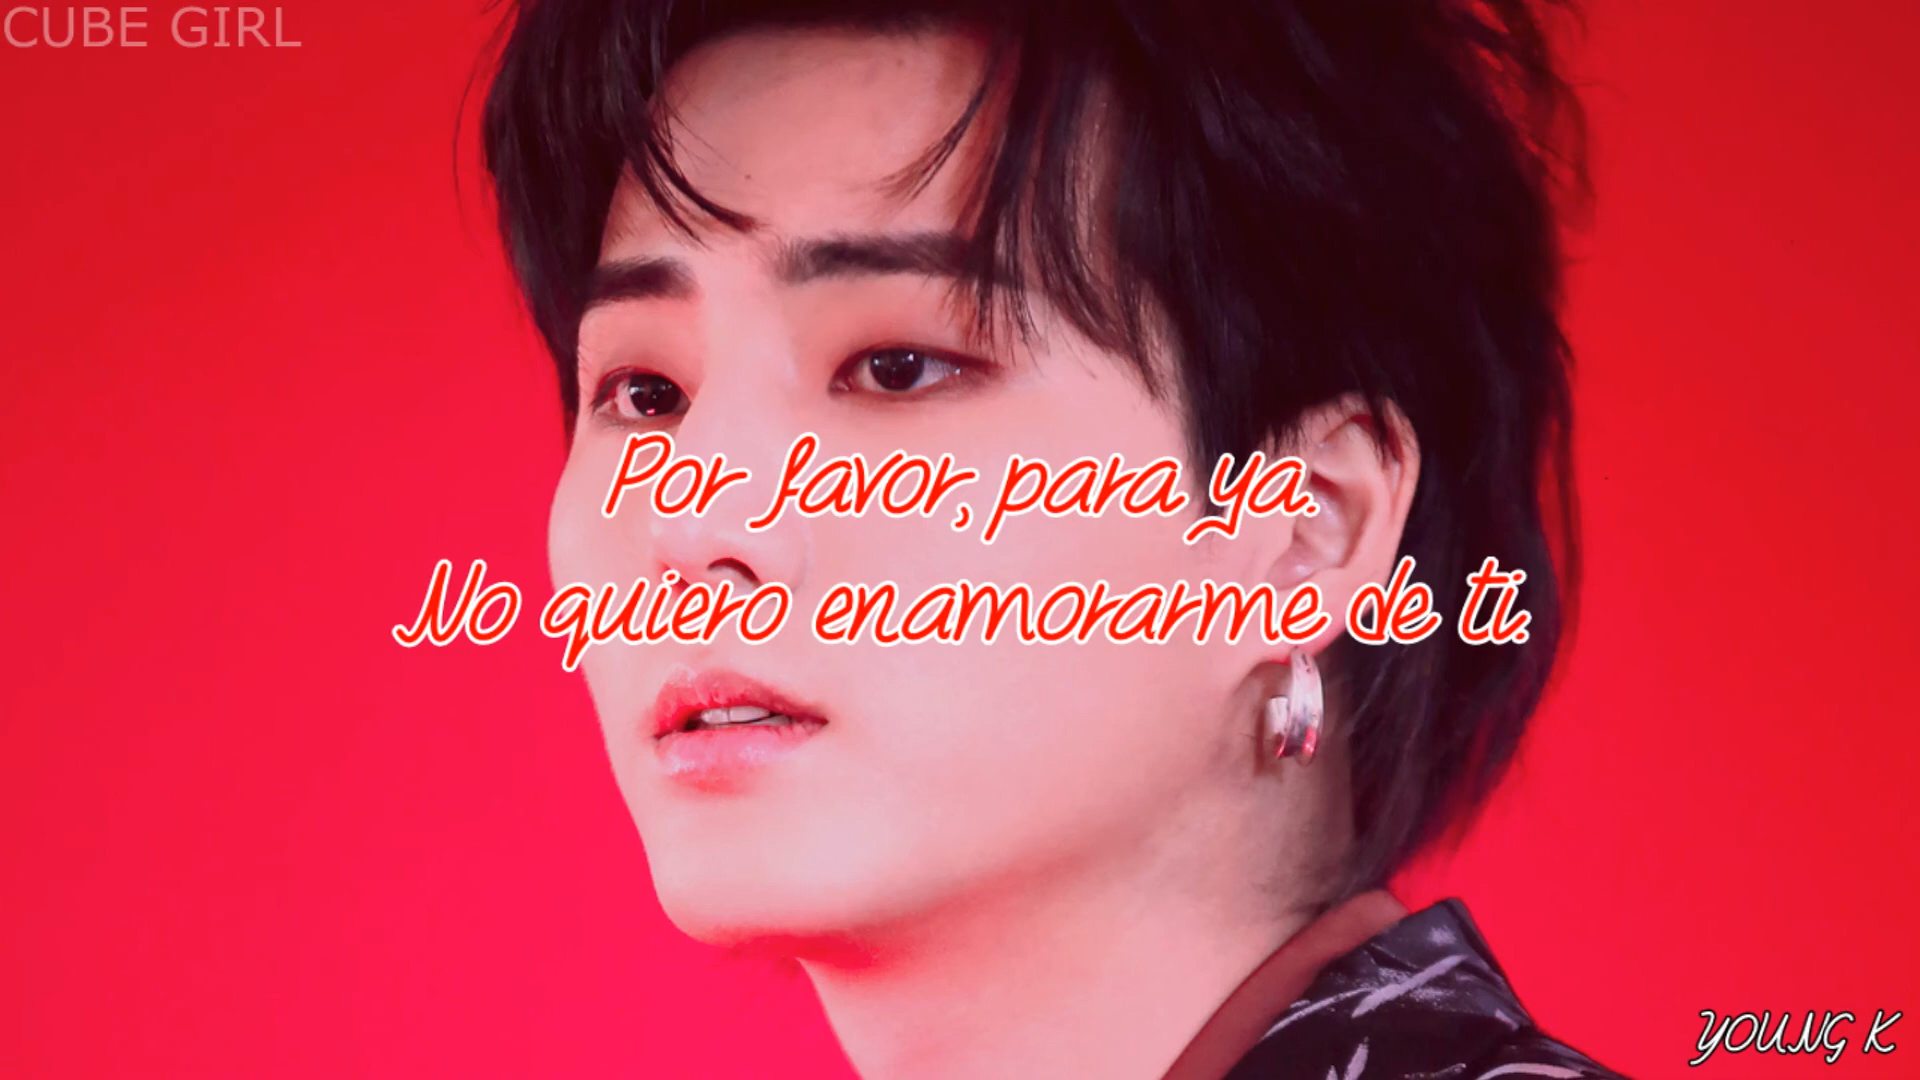 CUBE GIRL
Por favor, para ya.
No quiero enamorarme de ti.
YOUNG K